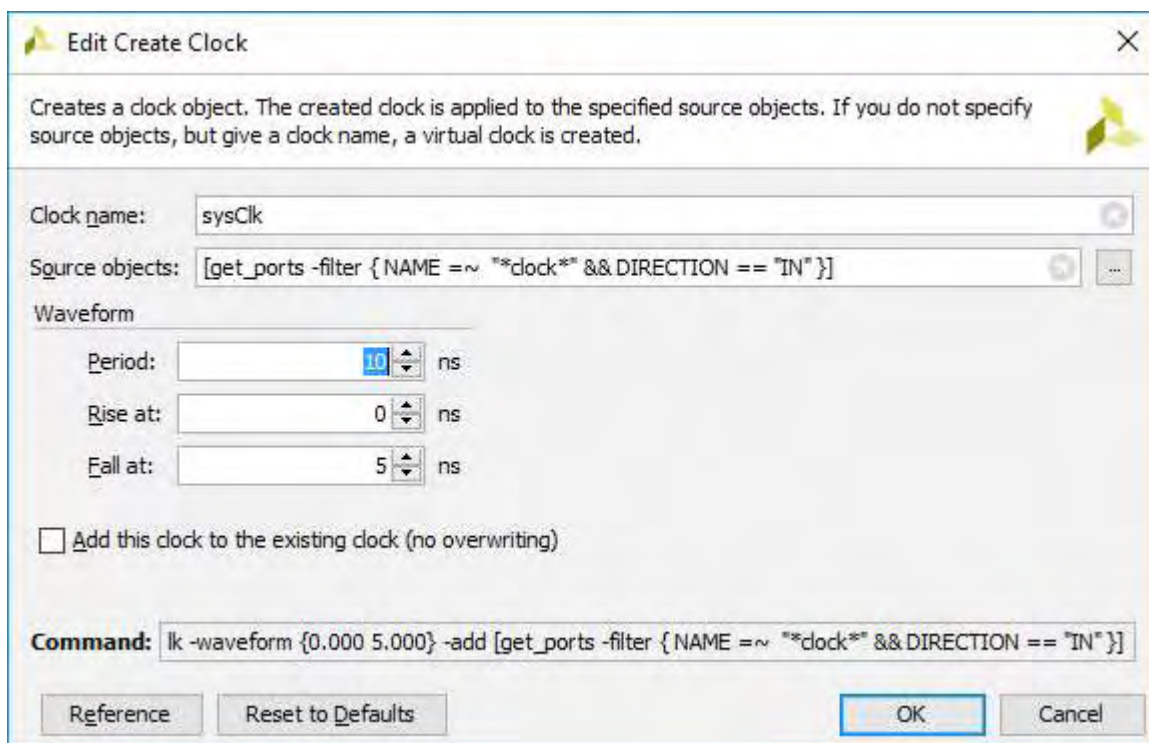 Edit Create Clock
Creates a clock object. The created clock is applied to the specified source objects. If you do not specify
source objects, but give a clock name, a virtual clock is created.
Clock name: sysClk
Source objects: [get_ports -filter { NAME =~ "*clock*" && DIRECTION == "IN" }] ...
Waveform
Period: 10 ns
Rise at: 0 ns
Fall at: 5 ns
Add this clock to the existing clock (no overwriting)
Command: lk -waveform {0.000 5.000} -add [get_ports -filter { NAME =~ "*clock*" && DIRECTION == "IN" }]
Reference Reset to Defaults OK Cancel